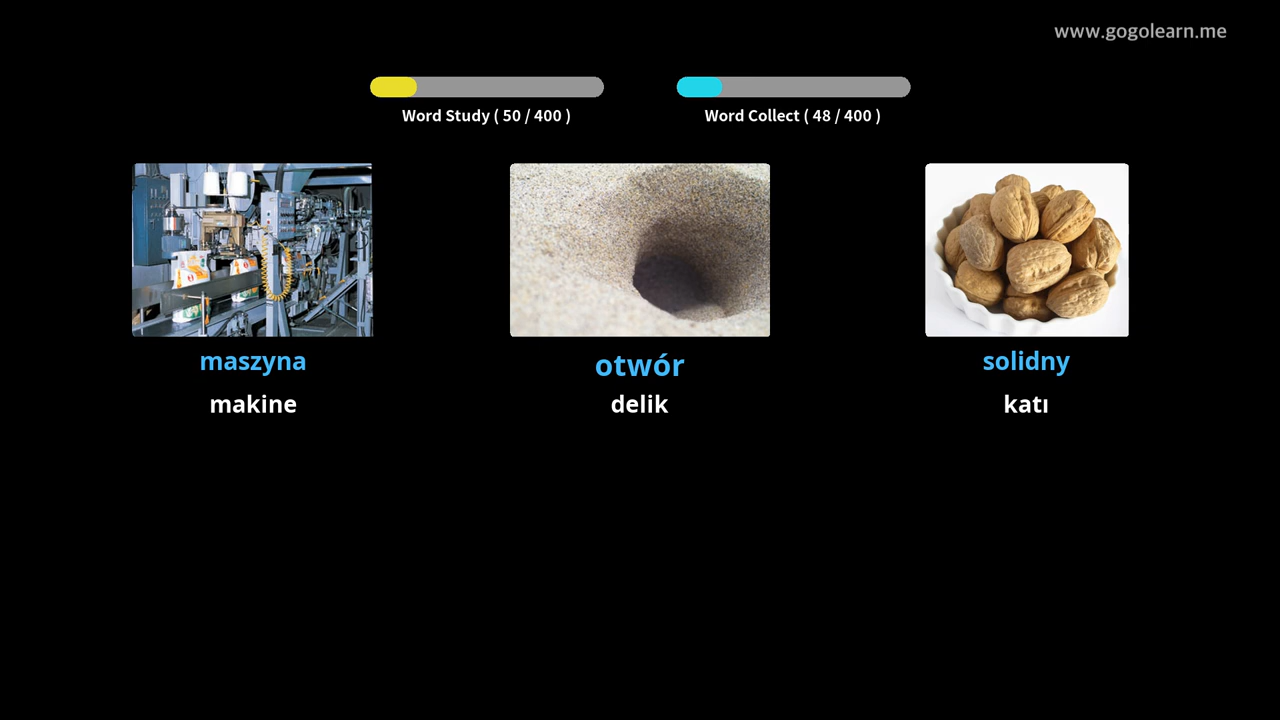 www.gogolearn.me
Word Study ( 50 / 400 )
Word Collect ( 48 / 400 )
maszyna
otwór
solidny
makine
delik
katı